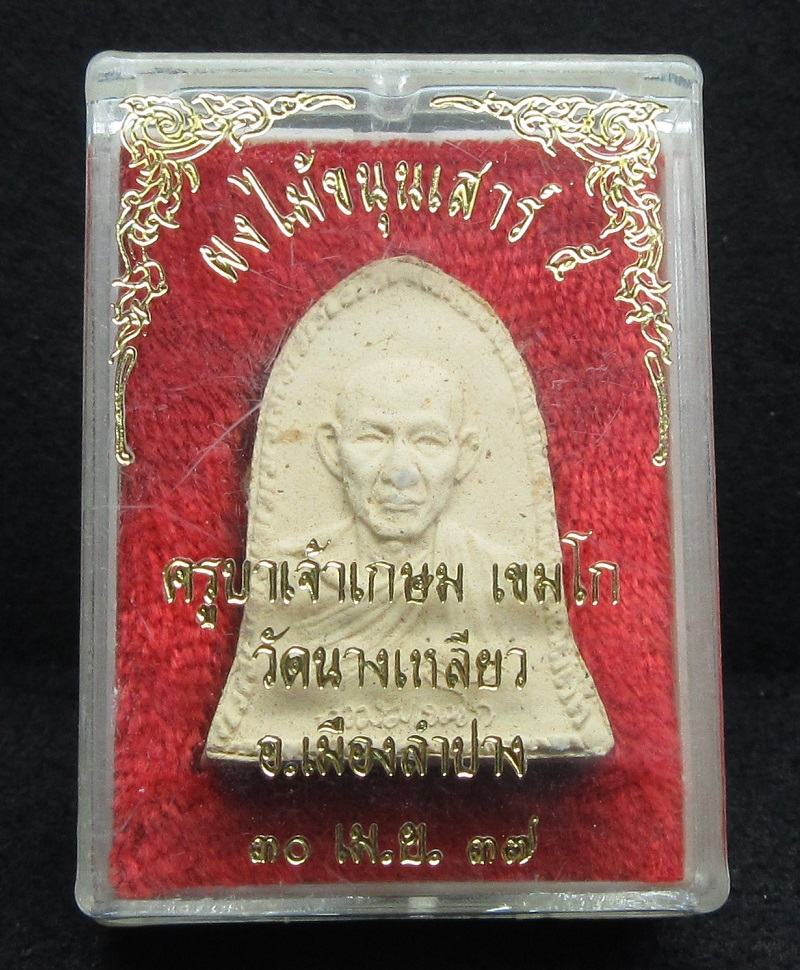 ผงไม้ขนุนเสาร์ ๕
ครูบาเจ้าเกษม เขมโก
วัดนางเหลียว
อ.เมืองลำปาง
๓๐ เม.ย. ๓๗